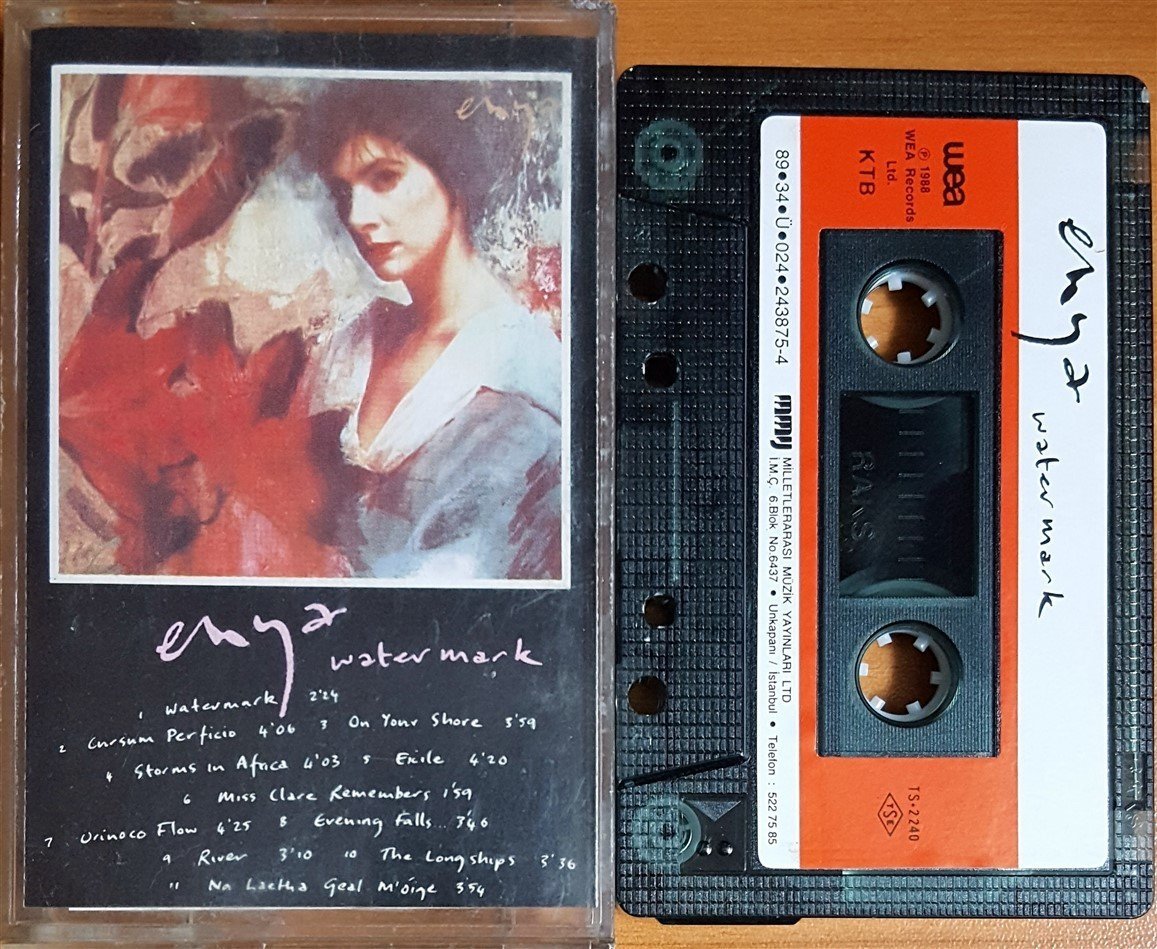 enya
enya
watermark
1 Watermark 2'24
2 Cursum Perficio 4'06 3 On Your Shore 3'59
4 Storms in Africa 4'03 5 Exile 4'20
6 Miss Clare Remembers 1'59
7 Orinoco Flow 4'25 8 Evening Falls... 3'46
9 River 3'10 10 The Longships 3'36
11 Na Laetha Geal M'óige 3'54
enya
watermark
wea
℗ 1988
WEA Records
Ltd.
KTB
TS•2240
TSE
RAKS
89•34•Ü•024•243875-4
MMY
MİLLETLERARASI MÜZİK YAYINLARI LTD
İ.M.Ç. 6.Blok No.6437 • Unkapanı / İstanbul • Telefon : 522 75 85